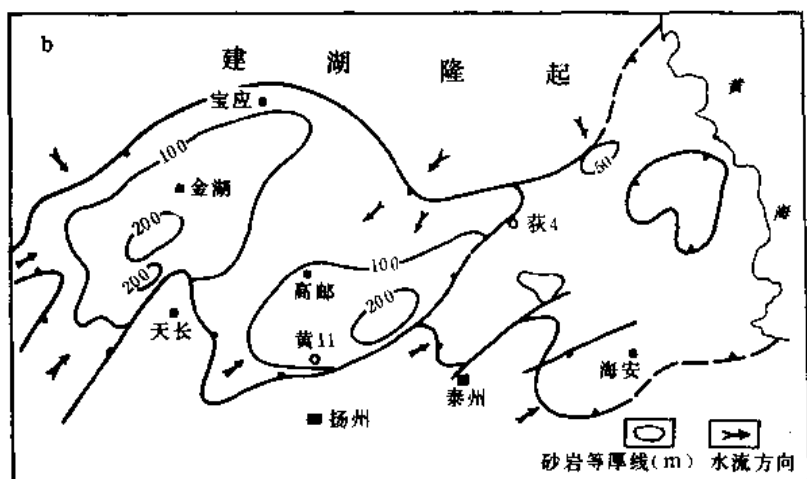 b
建湖隆起
黄
海
宝应
100
金湖
50
200
荻4
200
100
高邮
200
天长
黄11
海安
泰州
扬州
砂岩等厚线(m) 水流方向